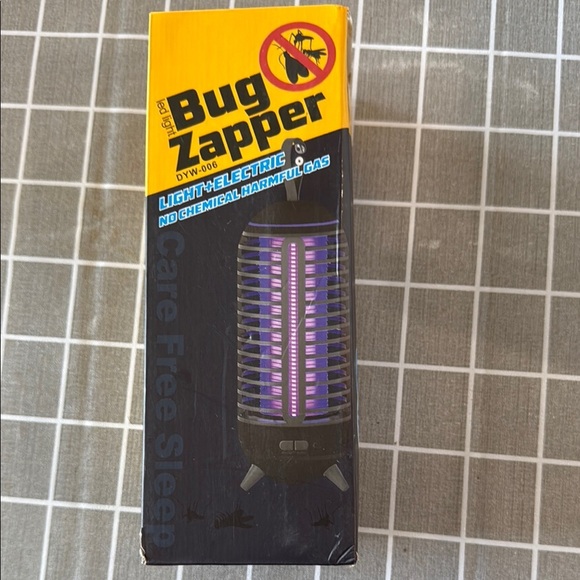 led light
Bug
Zapper
DYW-006
LIGHT+ELECTRIC
NO CHEMICAL HARMFUL GAS
Care Free Sleep